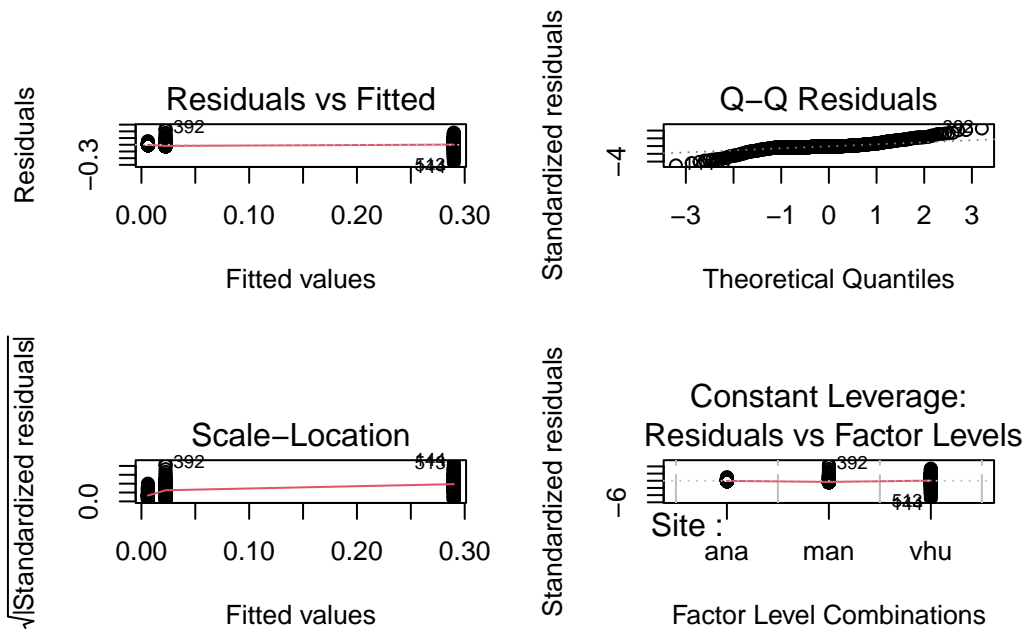 Residuals vs Fitted
Residuals
−0.3
392
0.00 0.10 0.20 0.30
Fitted values
Q−Q Residuals
Standardized residuals
−4
−3 −1 0 1 2 3
Theoretical Quantiles
Scale−Location
√|Standardized residuals|
0.0
392
0.00 0.10 0.20 0.30
Fitted values
Constant Leverage:
Residuals vs Factor Levels
Standardized residuals
−6
392
Site :
ana man vhu
Factor Level Combinations